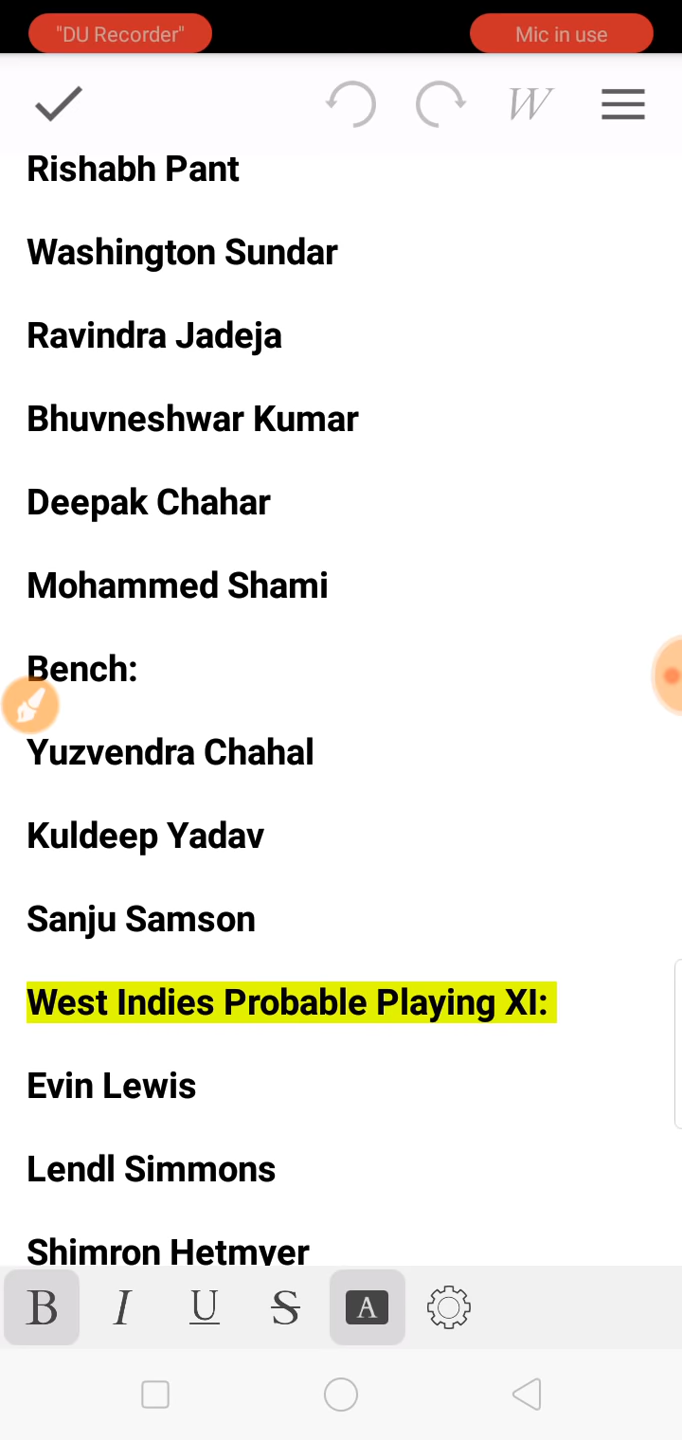 "DU Recorder"
Mic in use
W
Rishabh Pant
Washington Sundar
Ravindra Jadeja
Bhuvneshwar Kumar
Deepak Chahar
Mohammed Shami
Bench:
Yuzvendra Chahal
Kuldeep Yadav
Sanju Samson
West Indies Probable Playing XI:
Evin Lewis
Lendl Simmons
Shimron Hetmyer
B I U S A